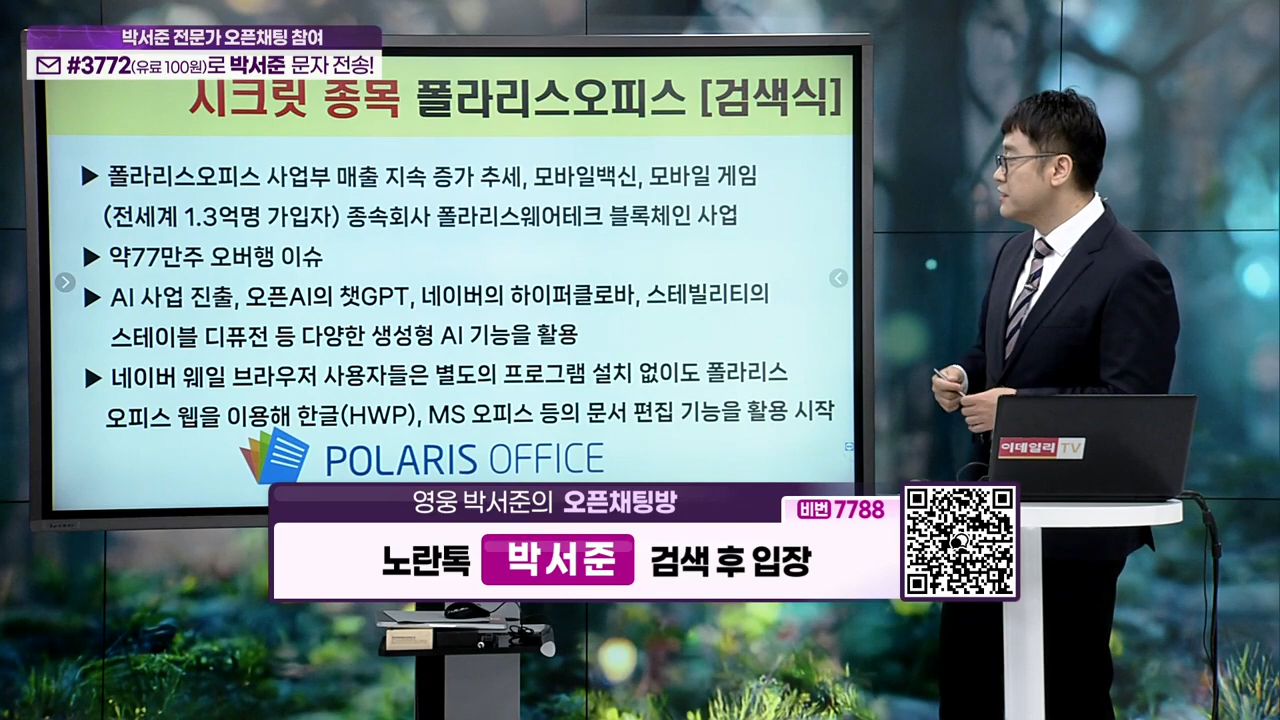 박서준 전문가 오픈채팅 참여
#3772(유료 100원)로 박서준 문자 전송!
시크릿 종목 폴라리스오피스 [검색식]
▶ 폴라리스오피스 사업부 매출 지속 증가 추세, 모바일백신, 모바일 게임
(전세계 1.3억명 가입자) 종속회사 폴라리스웨어테크 블록체인 사업
▶ 약77만주 오버행 이슈
▶ AI 사업 진출, 오픈AI의 챗GPT, 네이버의 하이퍼클로바, 스테빌리티의
스테이블 디퓨전 등 다양한 생성형 AI 기능을 활용
▶ 네이버 웨일 브라우저 사용자들은 별도의 프로그램 설치 없이도 폴라리스
오피스 웹을 이용해 한글(HWP), MS 오피스 등의 문서 편집 기능을 활용 시작
POLARIS OFFICE
이데일리TV
영웅 박서준의 오픈채팅방
비번 7788
노란톡 박서준 검색 후 입장